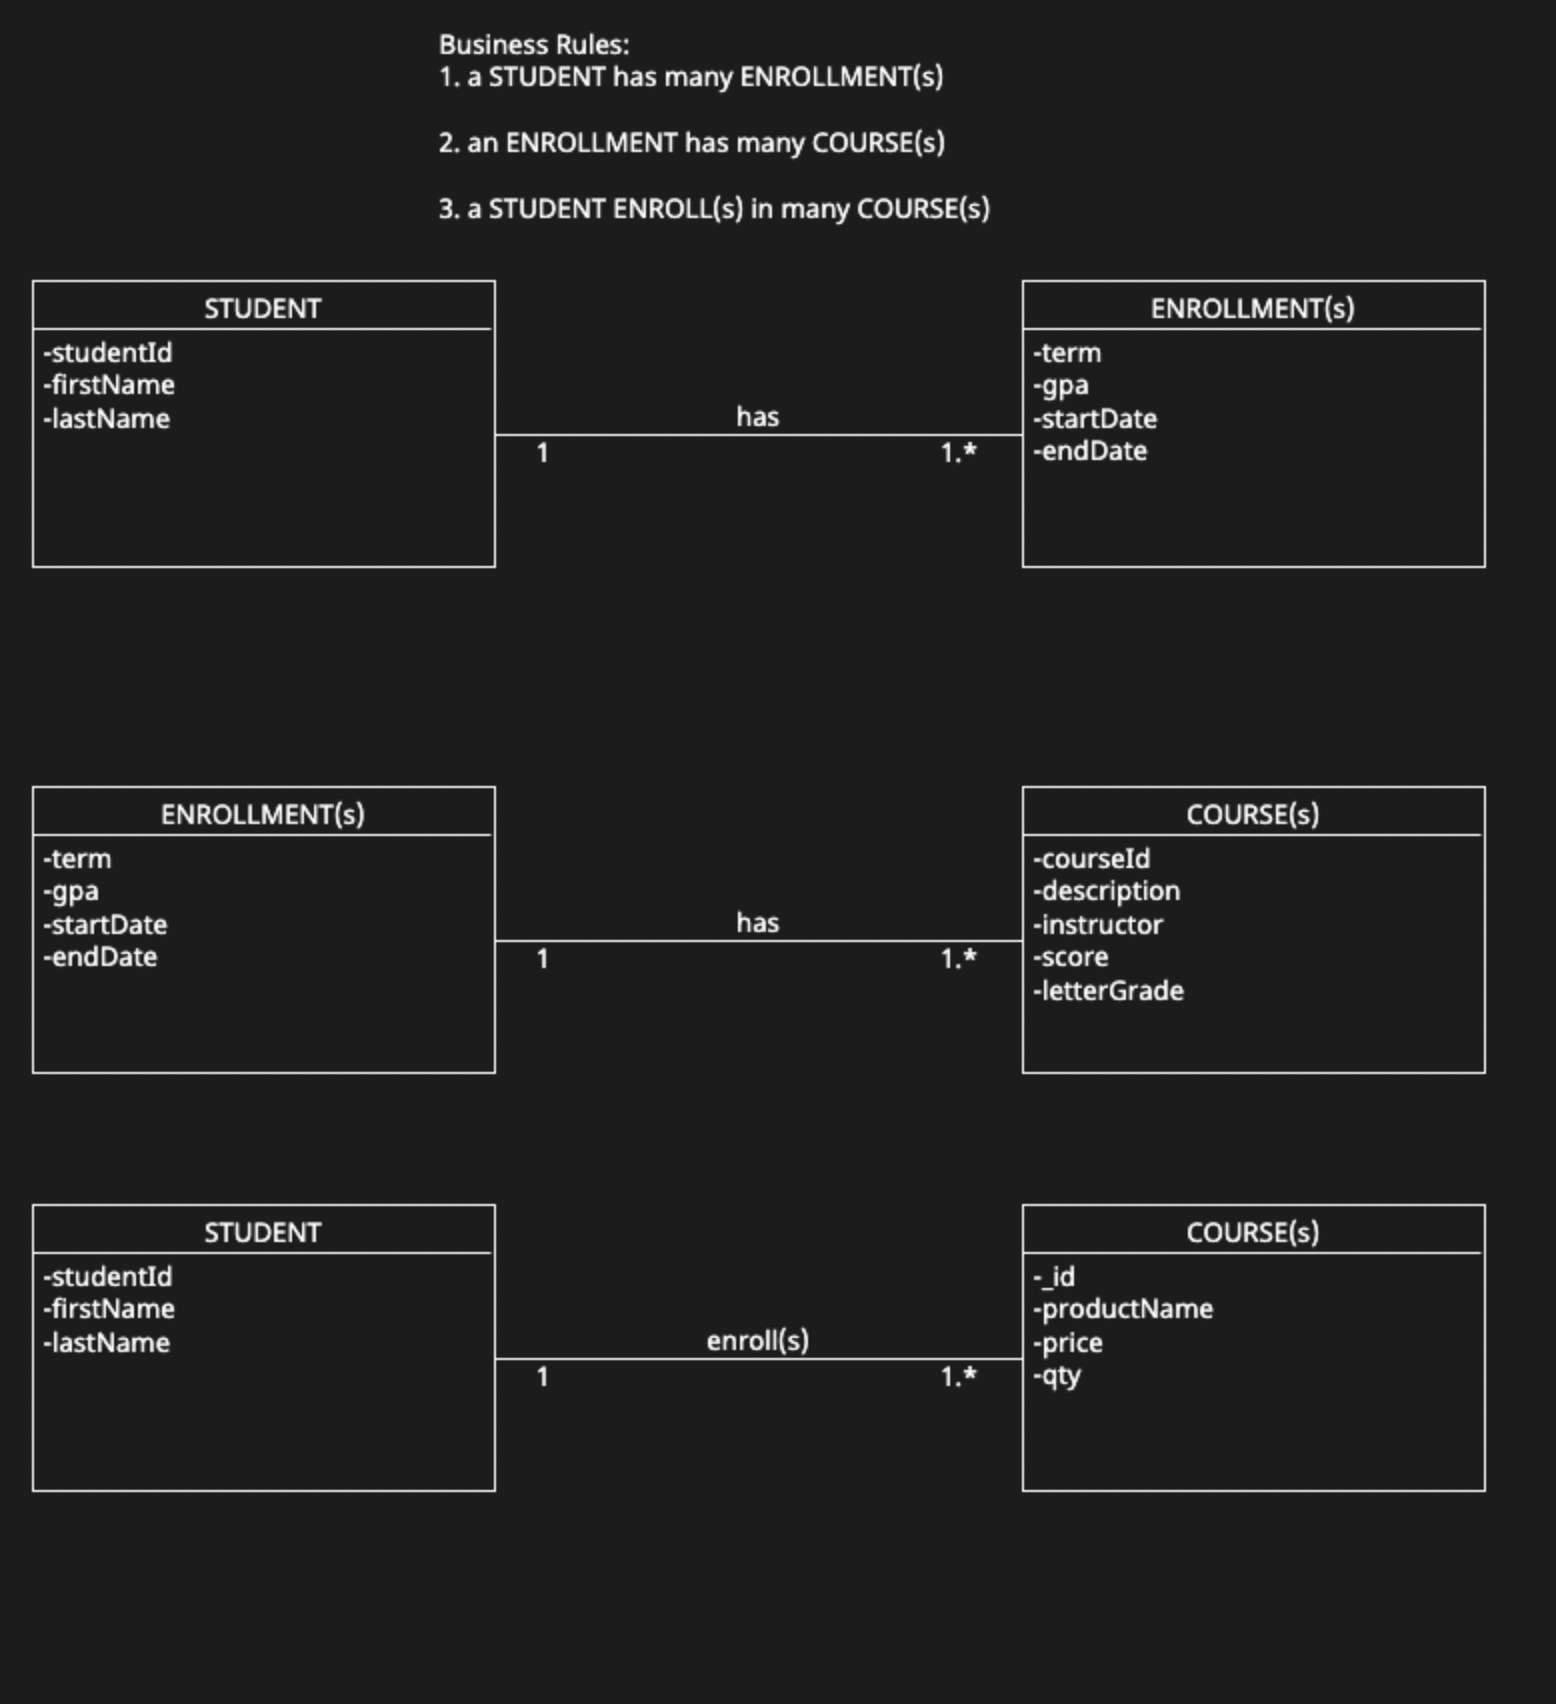 Business Rules:
1. a STUDENT has many ENROLLMENT(s)
2. an ENROLLMENT has many COURSE(s)
3. a STUDENT ENROLL(s) in many COURSE(s)
STUDENT
-studentId
-firstName
-lastName
has
1
1.*
ENROLLMENT(s)
-term
-gpa
-startDate
-endDate
ENROLLMENT(s)
-term
-gpa
-startDate
-endDate
has
1
1.*
COURSE(s)
-courseId
-description
-instructor
-score
-letterGrade
STUDENT
-studentId
-firstName
-lastName
enroll(s)
1
1.*
COURSE(s)
-_id
-productName
-price
-qty